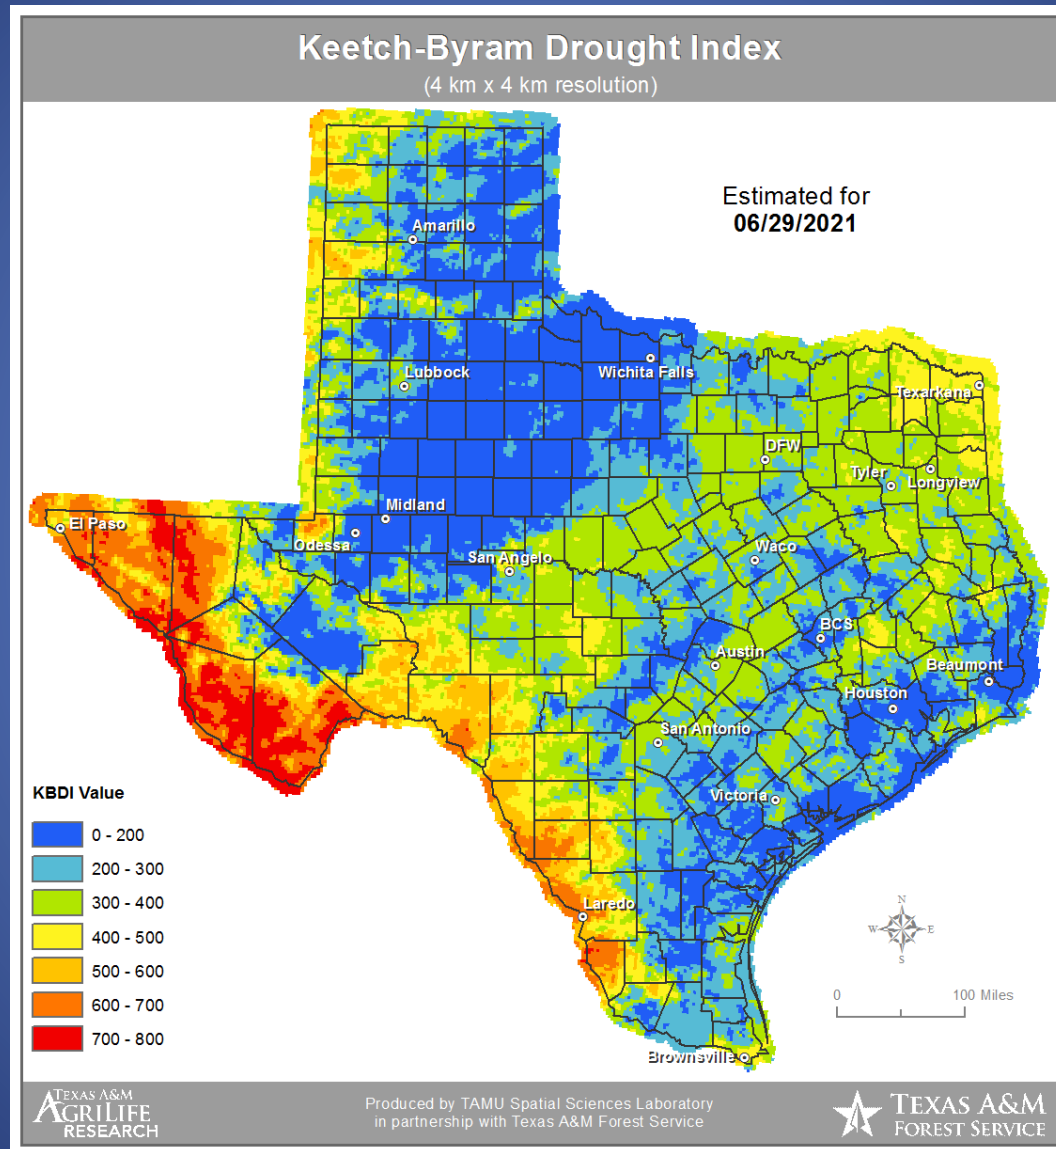 Keetch-Byram Drought Index
(4 km x 4 km resolution)
Estimated for
06/29/2021
Amarillo
Lubbock
Wichita Falls
Texarkana
DFW
Tyler
Longview
El Paso
Midland
Odessa
San Angelo
Waco
BCS
Austin
Beaumont
Houston
San Antonio
Victoria
Laredo
Brownsville
KBDI Value
0 - 200
200 - 300
300 - 400
400 - 500
500 - 600
600 - 700
700 - 800
N
W E
S
0 100 Miles
TEXAS A&M
AGRILIFE
RESEARCH
Produced by TAMU Spatial Sciences Laboratory
in partnership with Texas A&M Forest Service
TEXAS A&M
FOREST SERVICE